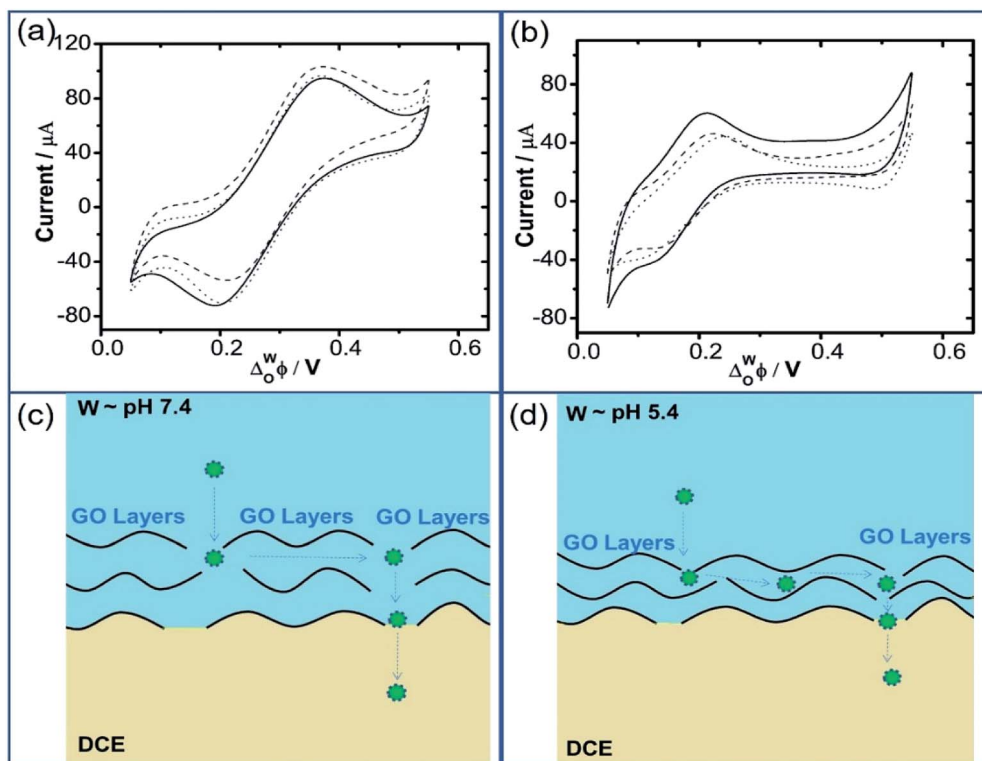 (a)
120
80
40
0
-40
-80
Current / μA
0.0 0.2 0.4 0.6
Δ_o^w ϕ / V
(b)
80
40
0
-40
-80
Current / μA
0.0 0.2 0.4 0.6
Δ_o^w ϕ / V
(c)
W ~ pH 7.4
GO Layers GO Layers GO Layers
DCE
(d)
W ~ pH 5.4
GO Layers GO Layers
DCE